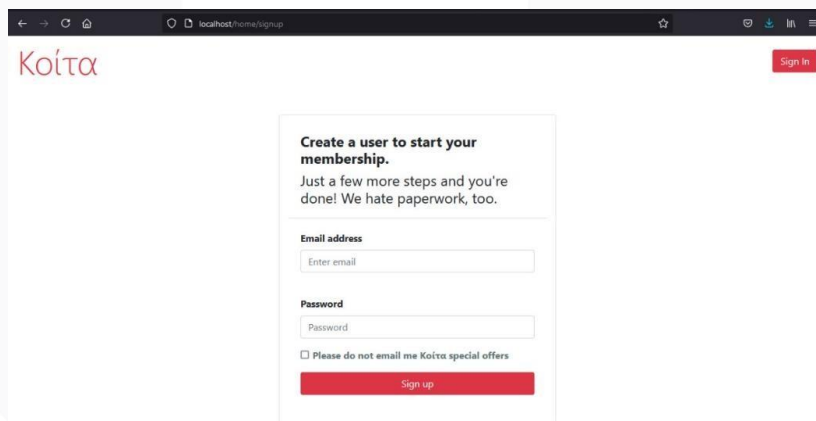 localhost/home/signup
Κοίτα
Sign In
Create a user to start your
membership.
Just a few more steps and you're
done! We hate paperwork, too.
Email address
Enter email
Password
Password
Please do not email me Κοίτα special offers
Sign up